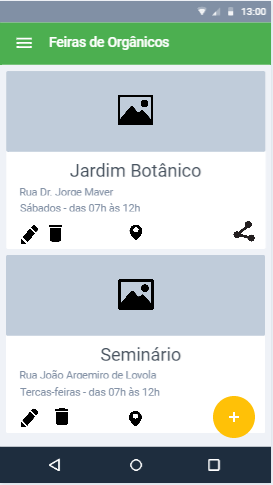 13:00
Feiras de Orgânicos
Jardim Botânico
Rua Dr. Jorge Mayer
Sábados - das 07h às 12h
Seminário
Rua João Argemiro de Loyola
Terças-feiras - das 07h às 12h
+